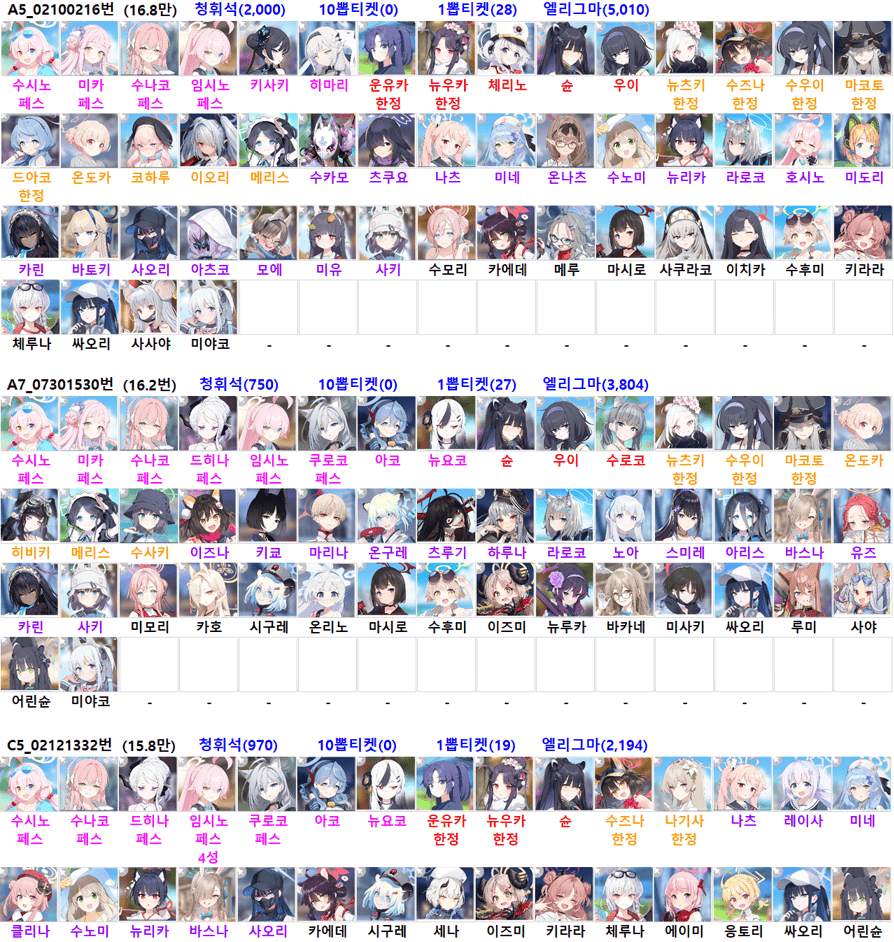 A5_02100216번 (16.8만) 청휘석(2,000) 10뽑티켓(0) 1뽑티켓(28) 엘리그마(5,010)
수시노 미카 수나코 임시노 키사키 히마리 운유카 뉴우카 체리노 슌 우이 뉴츠키 수즈나 수우이 마코토
페스 페스 페스 페스 한정 한정 한정 한정 한정 한정
드아코 온도카 코하루 이오리 메리스 수카모 츠쿠요 나츠 미네 온나츠 수노미 뉴리카 라로코 호시노 미도리
한정
카린 바토키 사오리 아츠코 모에 미유 사키 수모리 카에데 메루 마시로 사쿠라코 이치카 수후미 키라라
체루나 싸오리 사사야 미야코 - - - - - - - - - - -
A7_07301530번 (16.2만) 청휘석(750) 10뽑티켓(0) 1뽑티켓(27) 엘리그마(3,804)
수시노 미카 수나코 드히나 임시노 쿠로코 아코 뉴요코 슌 우이 수로코 뉴츠키 수우이 마코토 온도카
페스 페스 페스 페스 페스 페스 한정 한정 한정
히비키 메리스 수사키 이즈나 키쿄 마리나 온구레 츠루기 하루나 라로코 노아 스미레 아리스 바스나 유즈
카린 사키 미모리 카호 시구레 온리노 마시로 수후미 이즈미 뉴루카 바카네 미사키 싸오리 루미 사야
어린슌 미야코 - - - - - - - - - - - - -
C5_02121332번 (15.8만) 청휘석(970) 10뽑티켓(0) 1뽑티켓(19) 엘리그마(2,194)
수시노 수나코 드히나 임시노 쿠로코 아코 뉴요코 운유카 뉴우카 슌 수즈나 나기사 나츠 레이사 미네
페스 페스 페스 페스 페스 한정 한정 한정 한정
4성
클리나 수노미 뉴리카 바스나 사오리 카에데 시구레 세나 이즈미 키라라 체루나 에이미 응토리 싸오리 어린슌